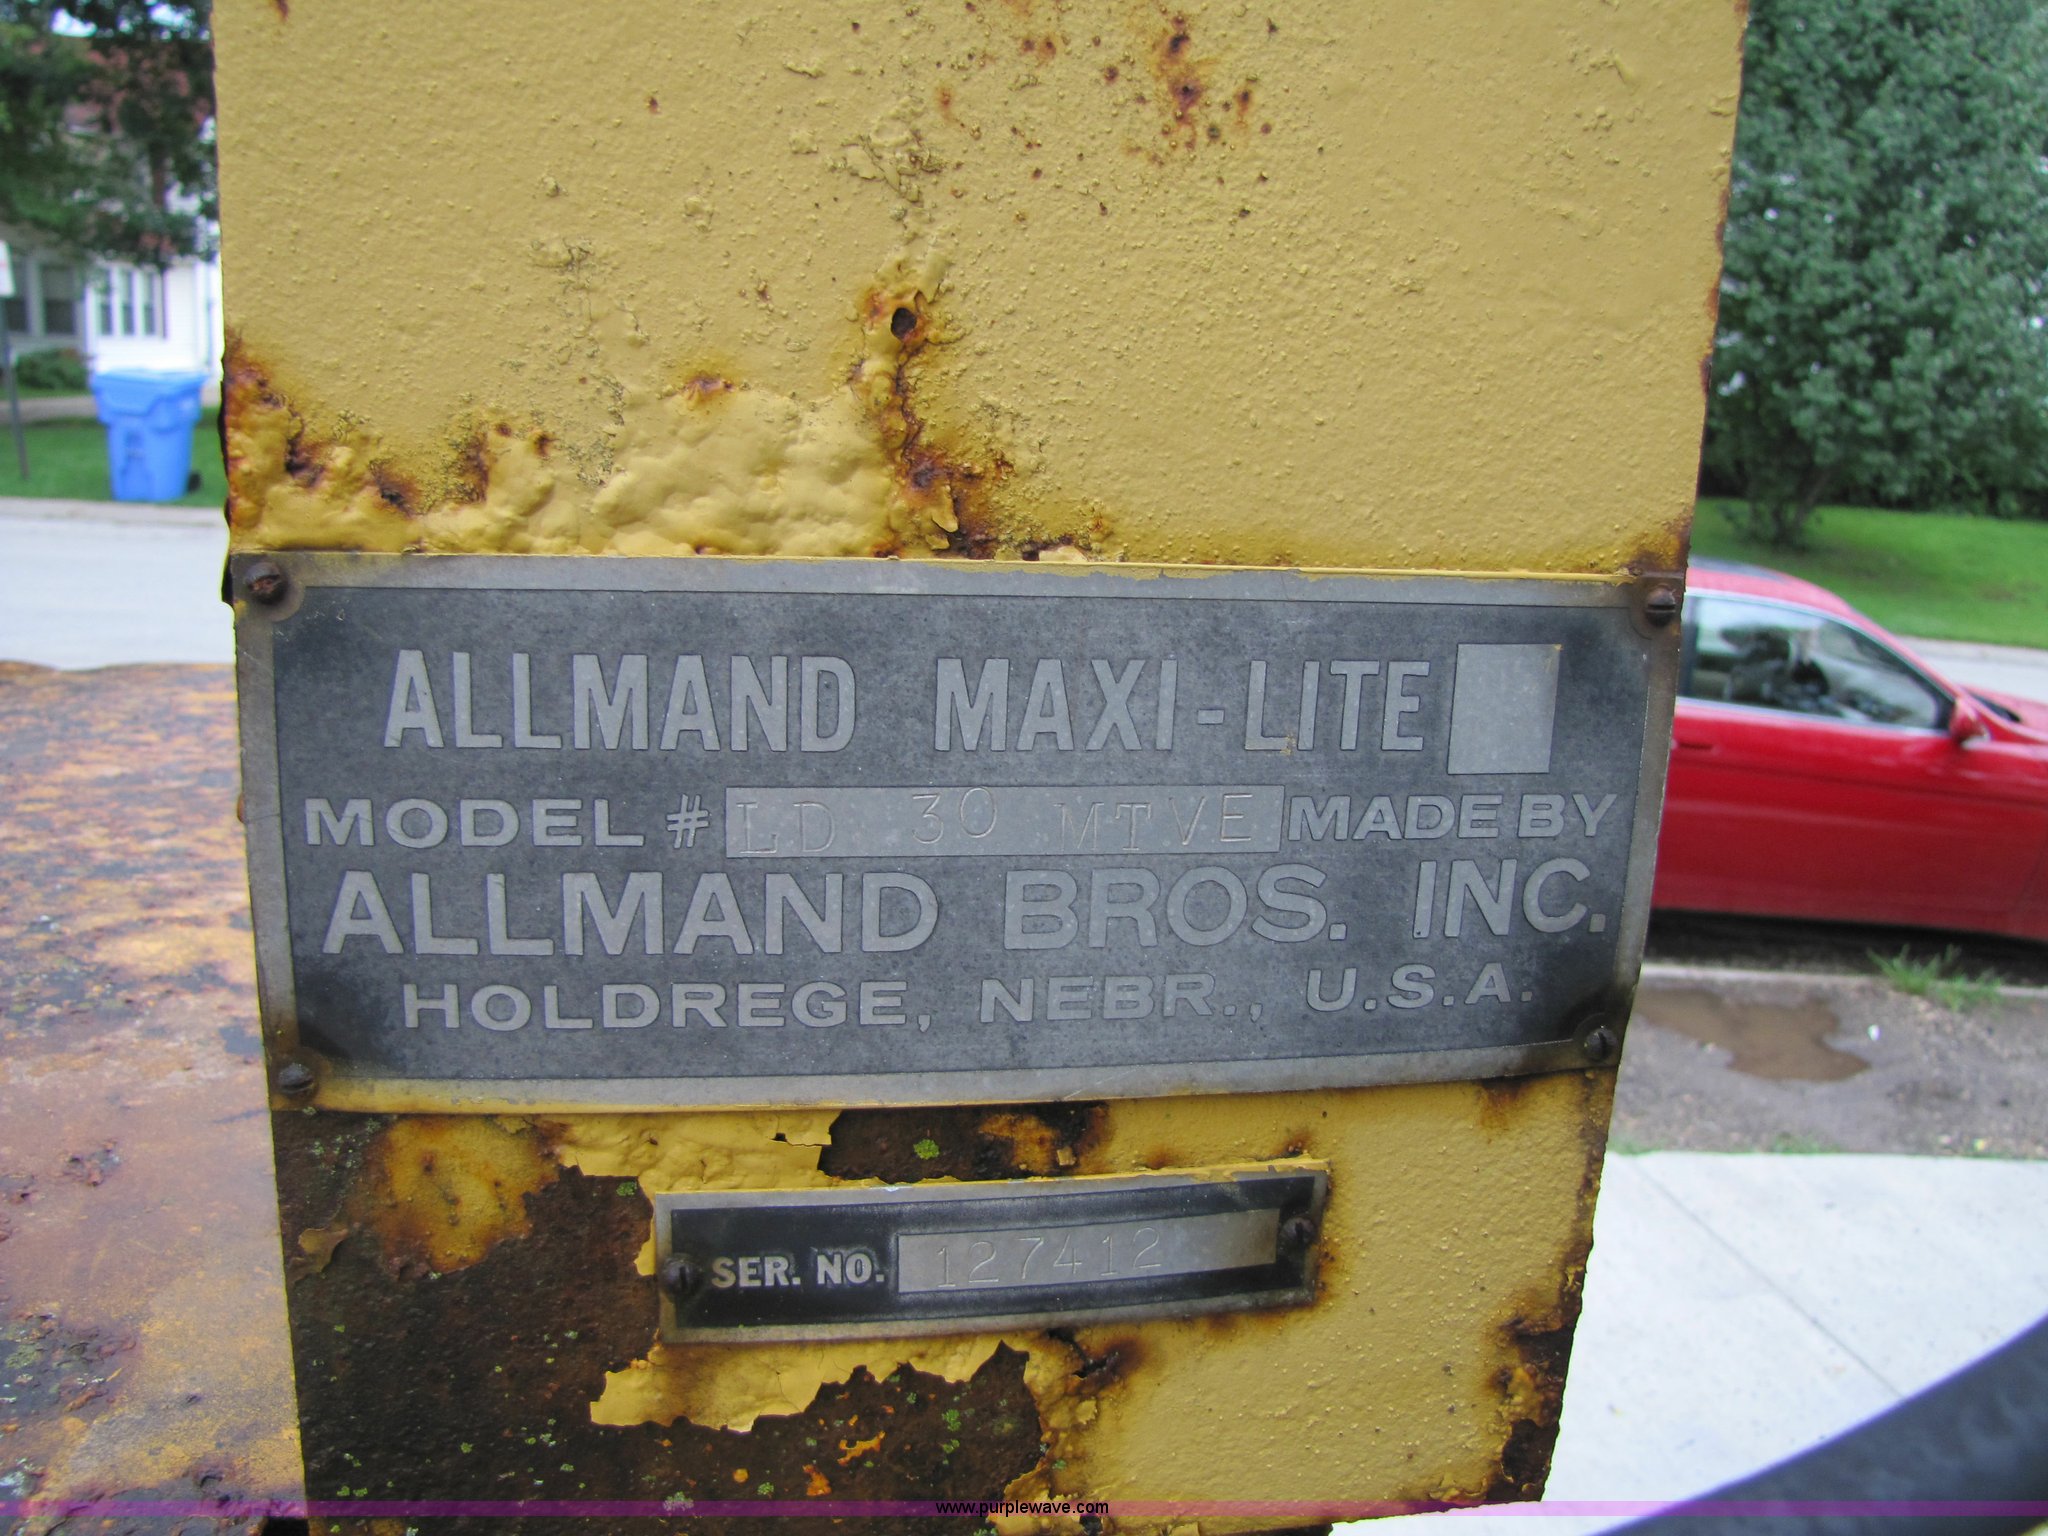 ALLMAND MAXI-LITE
MODEL # LD 30 MTVE MADE BY
ALLMAND BROS. INC.
HOLDREGE, NEBR., U.S.A.
SER. NO. 127412
www.purplewave.com